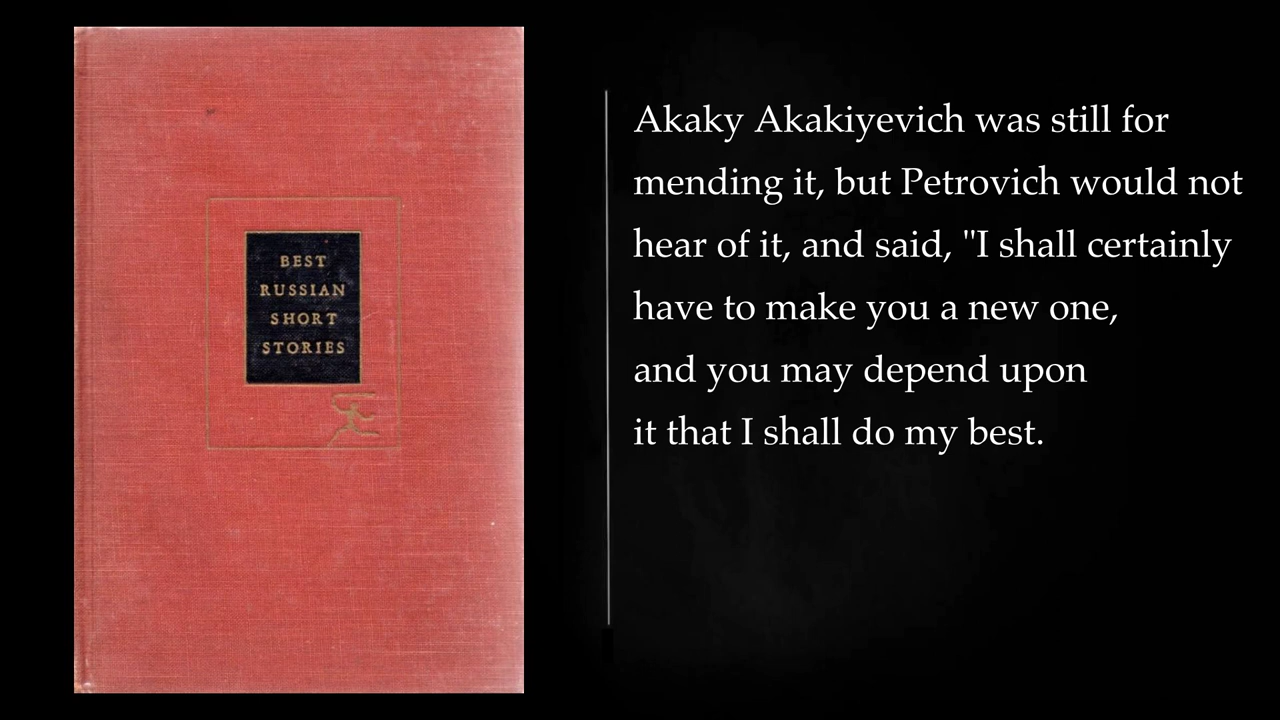 BEST
RUSSIAN
SHORT
STORIES
Akaky Akakiyevich was still for
mending it, but Petrovich would not
hear of it, and said, "I shall certainly
have to make you a new one,
and you may depend upon
it that I shall do my best.